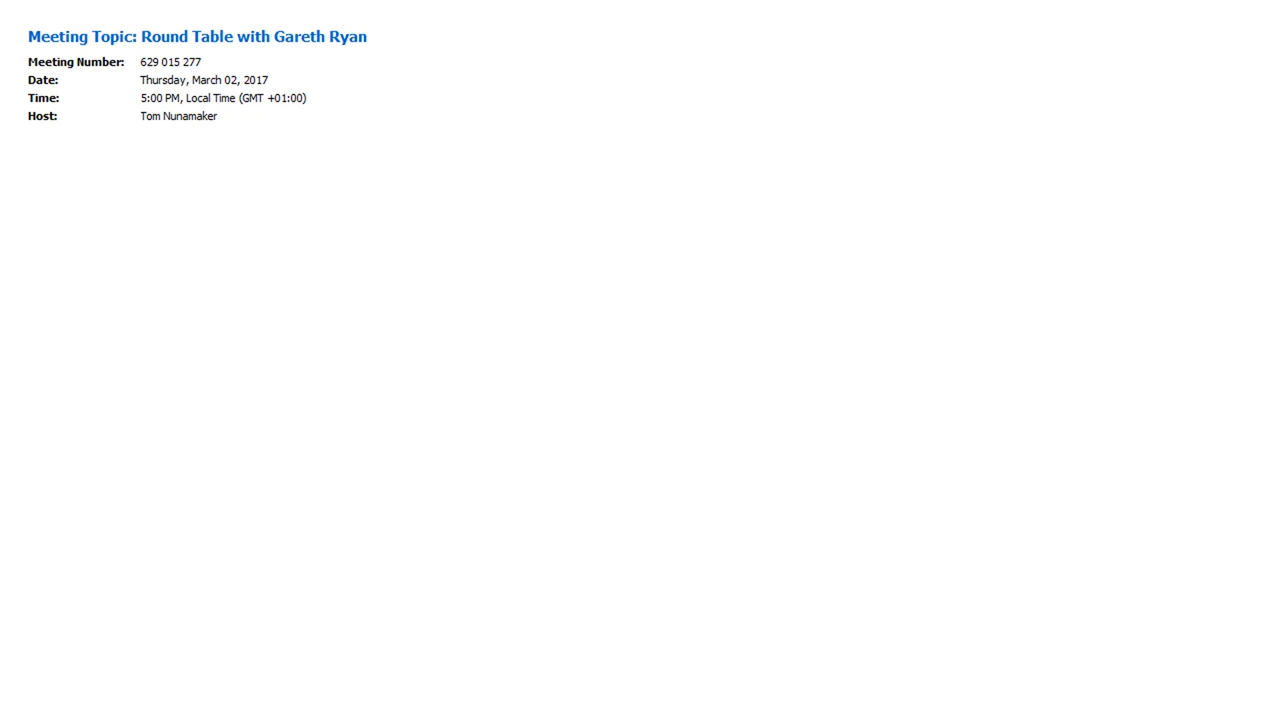 Meeting Topic: Round Table with Gareth Ryan
Meeting Number: 629 015 277
Date: Thursday, March 02, 2017
Time: 5:00 PM, Local Time (GMT +01:00)
Host: Tom Nunamaker